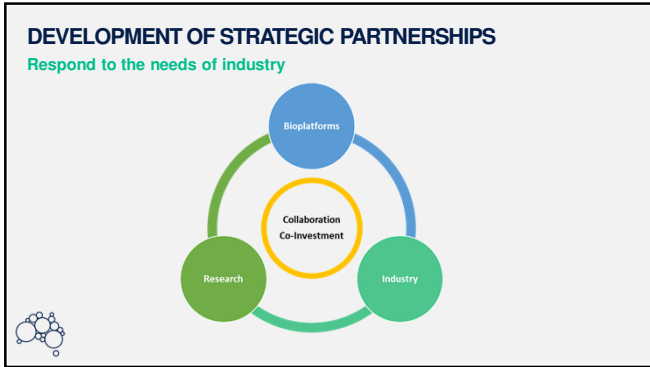 DEVELOPMENT OF STRATEGIC PARTNERSHIPS
Respond to the needs of industry
Bioplatforms
Collaboration
Co-Investment
Research
Industry